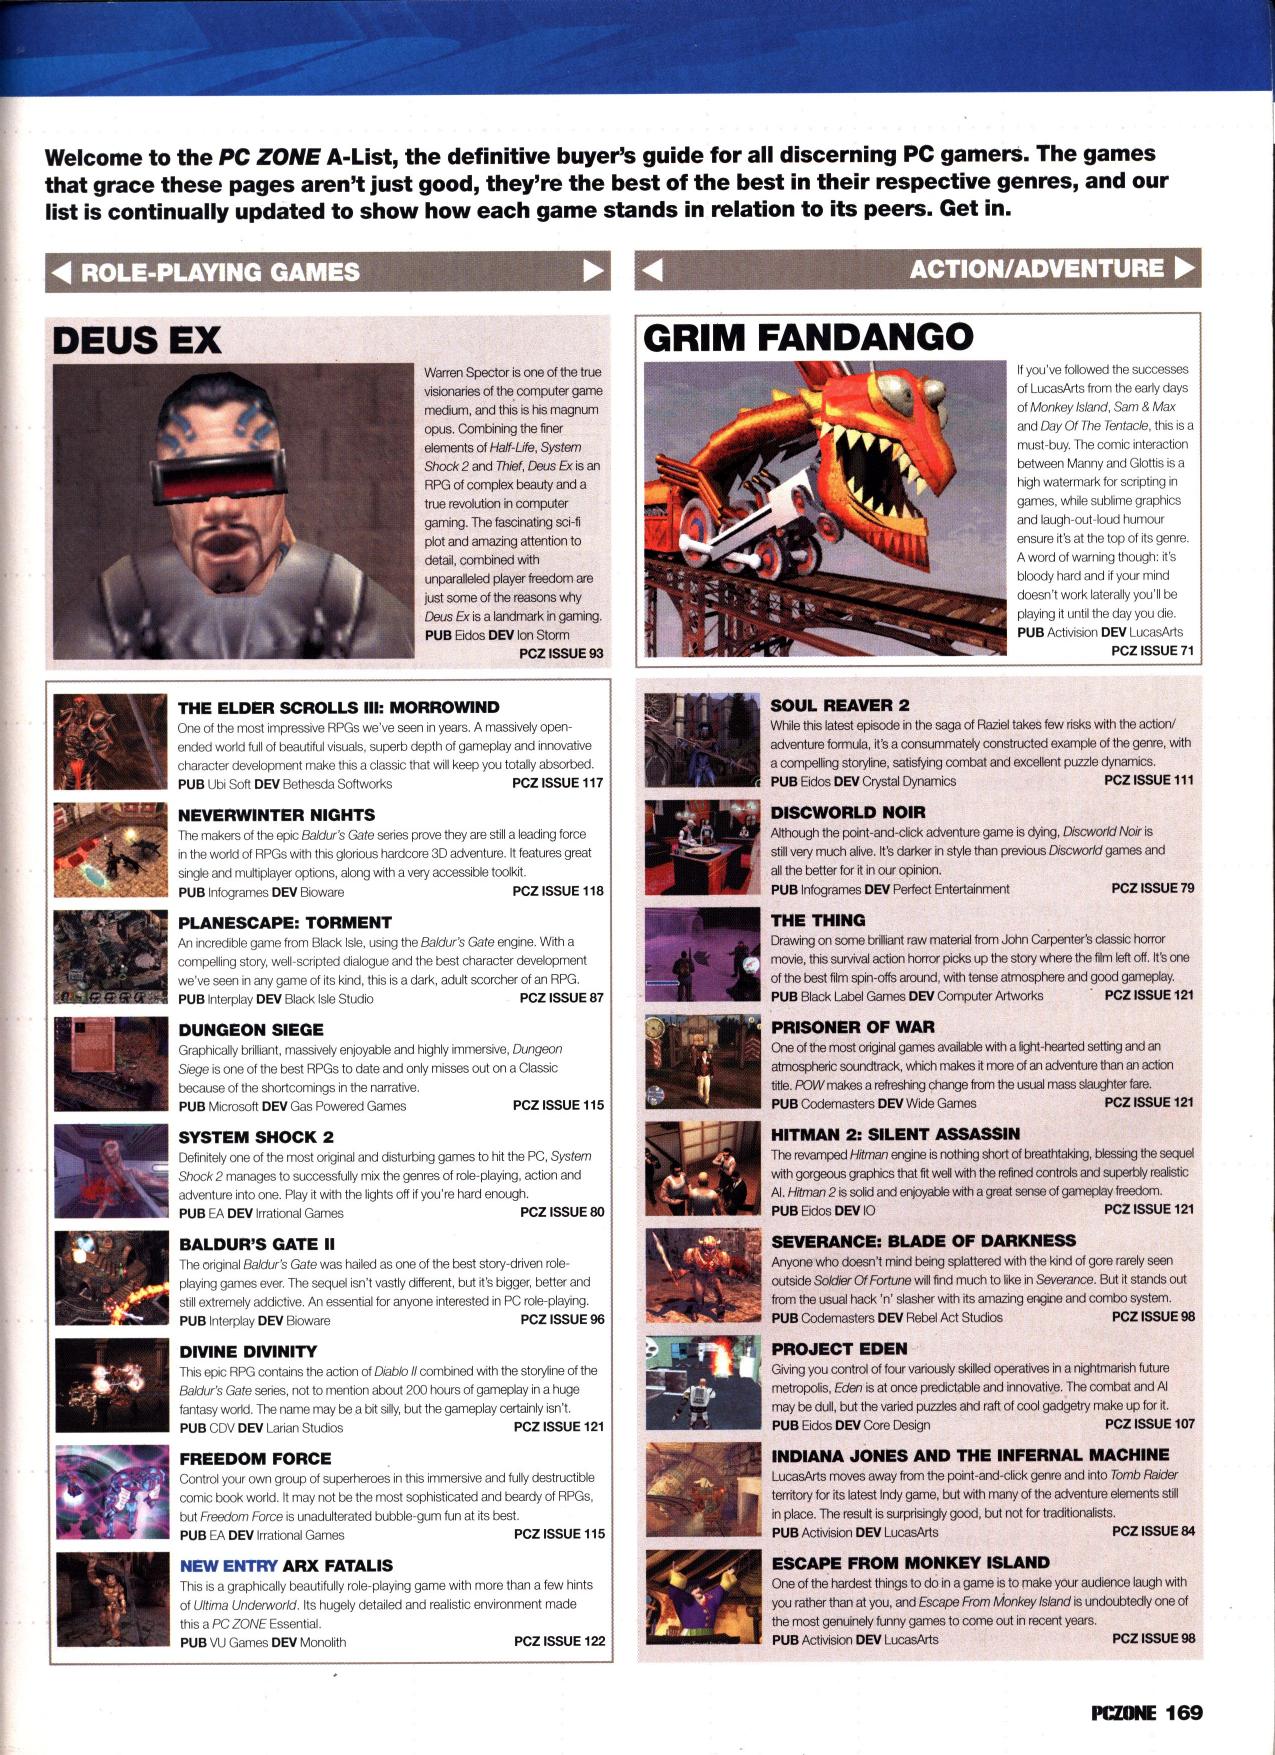 Welcome to the PC ZONE A-List, the definitive buyer's guide for all discerning PC gamers. The games
that grace these pages aren't just good, they're the best of the best in their respective genres, and our
list is continually updated to show how each game stands in relation to its peers. Get in.
ROLE-PLAYING GAMES
DEUS EX
Warren Spector is one of the true
visionaries of the computer game
medium, and this is his magnum
opus. Combining the finer
elements of Half-Life, System
Shock 2 and Thief, Deus Ex is an
RPG of complex beauty and a
true revolution in computer
gaming. The fascinating sci-fi
plot and amazing attention to
detail, combined with
unparalleled player freedom are
just some of the reasons why
Deus Ex is a landmark in gaming.
PUB Eidos DEV Ion Storm
PCZ ISSUE 93
THE ELDER SCROLLS III: MORROWIND
One of the most impressive RPGs we've seen in years. A massively open-
ended world full of beautiful visuals, superb depth of gameplay and innovative
character development make this a classic that will keep you totally absorbed.
PUB Ubi Soft DEV Bethesda Softworks PCZ ISSUE 117
NEVERWINTER NIGHTS
The makers of the epic Baldur's Gate series prove they are still a leading force
in the world of RPGs with this glorious hardcore 3D adventure. It features great
single and multiplayer options, along with a very accessible toolkit.
PUB Infogrames DEV Bioware PCZ ISSUE 118
PLANESCAPE: TORMENT
An incredible game from Black Isle, using the Baldur's Gate engine. With a
compelling story, well-scripted dialogue and the best character development
we've seen in any game of its kind, this is a dark, adult scorcher of an RPG.
PUB Interplay DEV Black Isle Studio PCZ ISSUE 87
DUNGEON SIEGE
Graphically brilliant, massively enjoyable and highly immersive, Dungeon
Siege is one of the best RPGs to date and only misses out on a Classic
because of the shortcomings in the narrative.
PUB Microsoft DEV Gas Powered Games PCZ ISSUE 115
SYSTEM SHOCK 2
Definitely one of the most original and disturbing games to hit the PC, System
Shock 2 manages to successfully mix the genres of role-playing, action and
adventure into one. Play it with the lights off if you're hard enough.
PUB EA DEV Irrational Games PCZ ISSUE 80
BALDUR'S GATE II
The original Baldur's Gate was hailed as one of the best story-driven role-
playing games ever. The sequel isn't vastly different, but it's bigger, better and
still extremely addictive. An essential for anyone interested in PC role-playing.
PUB Interplay DEV Bioware PCZ ISSUE 96
DIVINE DIVINITY
This epic RPG contains the action of Diablo II combined with the storyline of the
Baldur's Gate series, not to mention about 200 hours of gameplay in a huge
fantasy world. The name may be a bit silly, but the gameplay certainly isn't.
PUB CDV DEV Larian Studios PCZ ISSUE 121
FREEDOM FORCE
Control your own group of superheroes in this immersive and fully destructible
comic book world. It may not be the most sophisticated and beardy of RPGs,
but Freedom Force is unadulterated bubble-gum fun at its best.
PUB EA DEV Irrational Games PCZ ISSUE 115
NEW ENTRY ARX FATALIS
This is a graphically beautifully role-playing game with more than a few hints
of Ultima Underworld. Its hugely detailed and realistic environment made
this a PC ZONE Essential.
PUB VU Games DEV Monolith PCZ ISSUE 122
ACTION/ADVENTURE
GRIM FANDANGO
If you've followed the successes
of LucasArts from the early days
of Monkey Island, Sam & Max
and Day Of The Tentacle, this is a
must-buy. The comic interaction
between Manny and Glottis is a
high watermark for scripting in
games, while sublime graphics
and laugh-out-loud humour
ensure it's at the top of its genre.
A word of warning though: it's
bloody hard and if your mind
doesn't work laterally you'll be
playing it until the day you die.
PUB Activision DEV LucasArts
PCZ ISSUE 71
SOUL REAVER 2
While this latest episode in the saga of Raziel takes few risks with the action/
adventure formula, it's a consummately constructed example of the genre, with
a compelling storyline, satisfying combat and excellent puzzle dynamics.
PUB Eidos DEV Crystal Dynamics PCZ ISSUE 111
DISCWORLD NOIR
Although the point-and-click adventure game is dying, Discworld Noir is
still very much alive. It's darker in style than previous Discworld games and
all the better for it in our opinion.
PUB Infogrames DEV Perfect Entertainment PCZ ISSUE 79
THE THING
Drawing on some brilliant raw material from John Carpenter's classic horror
movie, this survival action horror picks up the story where the film left off. It's one
of the best film spin-offs around, with tense atmosphere and good gameplay.
PUB Black Label Games DEV Computer Artworks PCZ ISSUE 121
PRISONER OF WAR
One of the most original games available with a light-hearted setting and an
atmospheric soundtrack, which makes it more of an adventure than an action
title. POW makes a refreshing change from the usual mass slaughter fare.
PUB Codemasters DEV Wide Games PCZ ISSUE 121
HITMAN 2: SILENT ASSASSIN
The revamped Hitman engine is nothing short of breathtaking, blessing the sequel
with gorgeous graphics that fit well with the refined controls and superbly realistic
AI. Hitman 2 is solid and enjoyable with a great sense of gameplay freedom.
PUB Eidos DEV IO PCZ ISSUE 121
SEVERANCE: BLADE OF DARKNESS
Anyone who doesn't mind being splattered with the kind of gore rarely seen
outside Soldier Of Fortune will find much to like in Severance. But it stands out
from the usual hack 'n' slasher with its amazing engine and combo system.
PUB Codemasters DEV Rebel Act Studios PCZ ISSUE 98
PROJECT EDEN
Giving you control of four variously skilled operatives in a nightmarish future
metropolis, Eden is at once predictable and innovative. The combat and AI
may be dull, but the varied puzzles and raft of cool gadgetry make up for it.
PUB Eidos DEV Core Design PCZ ISSUE 107
INDIANA JONES AND THE INFERNAL MACHINE
LucasArts moves away from the point-and-click genre and into Tomb Raider
territory for its latest Indy game, but with many of the adventure elements still
in place. The result is surprisingly good, but not for traditionalists.
PUB Activision DEV LucasArts PCZ ISSUE 84
ESCAPE FROM MONKEY ISLAND
One of the hardest things to do in a game is to make your audience laugh with
you rather than at you, and Escape From Monkey Island is undoubtedly one of
the most genuinely funny games to come out in recent years.
PUB Activision DEV LucasArts PCZ ISSUE 98
PCZONE 169